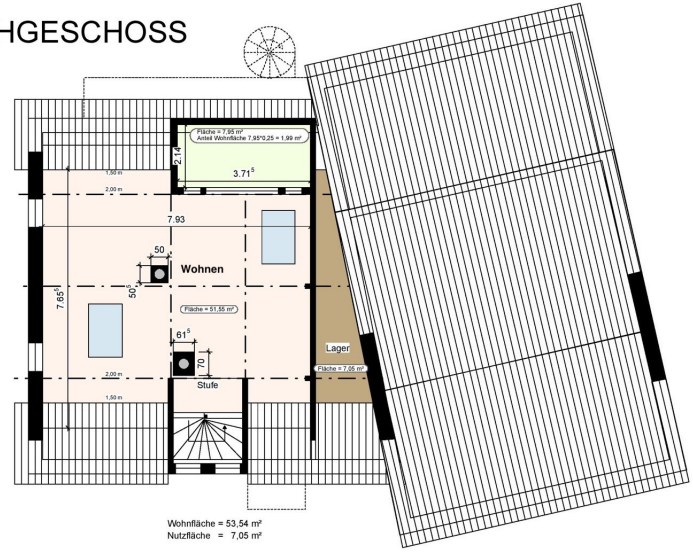 HGESCHOSS
Fläche = 7,95 m²
Anteil Wohnfläche 7,95*0,25 = 1,99 m²
2.14
3.71⁵
1,50 m
2,00 m
7.93
50
Wohnen
50⁵
7.65⁵
Fläche = 51,55 m²
61⁵
70
Lager
Fläche = 7,05 m²
2,00 m
Stufe
1,50 m
Wohnfläche = 53,54 m²
Nutzfläche = 7,05 m²